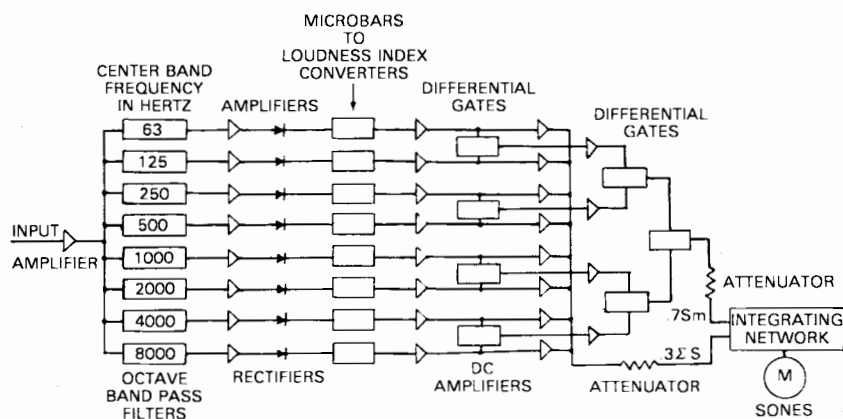 MICROBARS
TO
LOUDNESS INDEX
CONVERTERS
CENTER BAND
FREQUENCY
IN HERTZ
AMPLIFIERS
DIFFERENTIAL
GATES
DIFFERENTIAL
GATES
63
125
250
500
1000
2000
4000
8000
INPUT
AMPLIFIER
ATTENUATOR
.7Sm
INTEGRATING
NETWORK
.3ΣS
OCTAVE
BAND PASS
FILTERS
RECTIFIERS
DC
AMPLIFIERS
ATTENUATOR
M
SONES